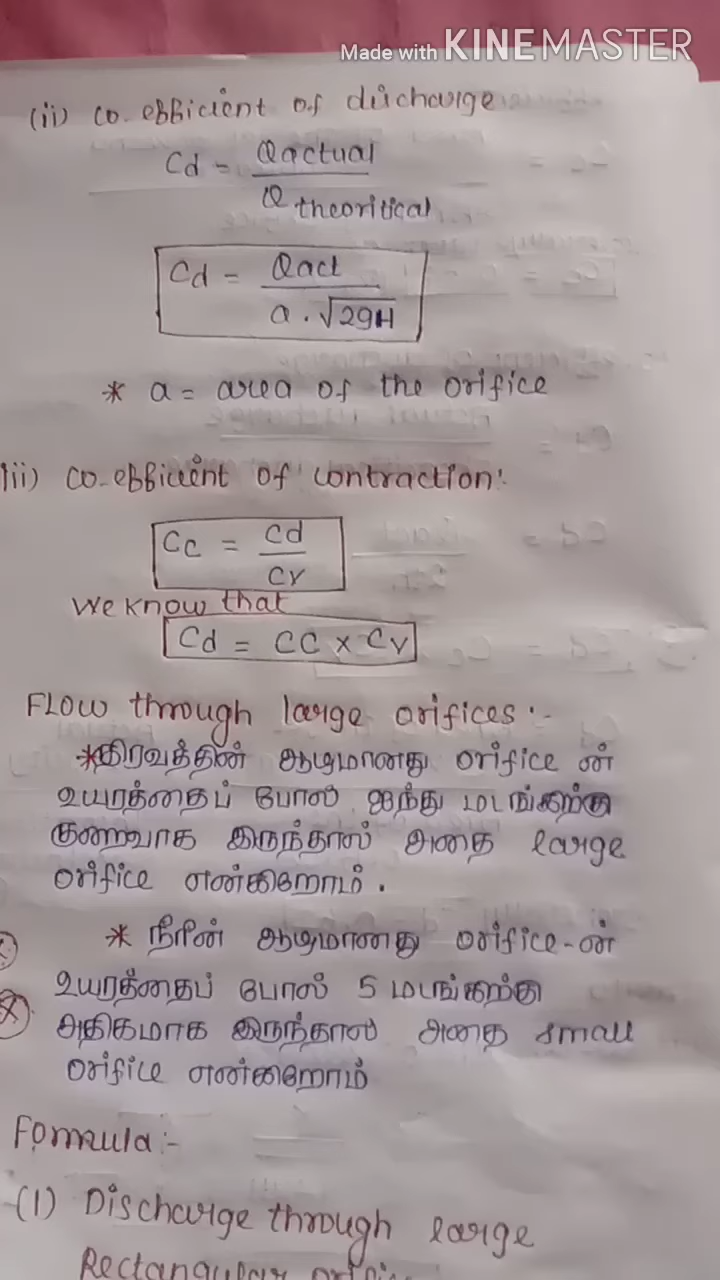 Made with KINEMASTER
(ii) co.efficient of discharge
Cd = Qactual
Q theoritical
Cd = Qact
a . √2gH
* a = area of the orifice
iii) co-efficient of contraction:
Cc = Cd
Cv
We know that
Cd = CC x Cv
FLOW through large orifices :-
*திரவத்தின் ஆழமானது orifice ன்
உயரத்தைப் போல் ஐந்து மடங்கிற்கு
குறைவாக இருந்தால் அதை large
orifice என்கிறோம் .
* நீரின் ஆழமானது orifice-ன்
உயரத்தைப் போல் 5 மடங்கிற்கு
அதிகமாக இருந்தால் அதை small
orifice என்கிறோம்
Formula :-
(1) Discharge through large
Rectangular orific